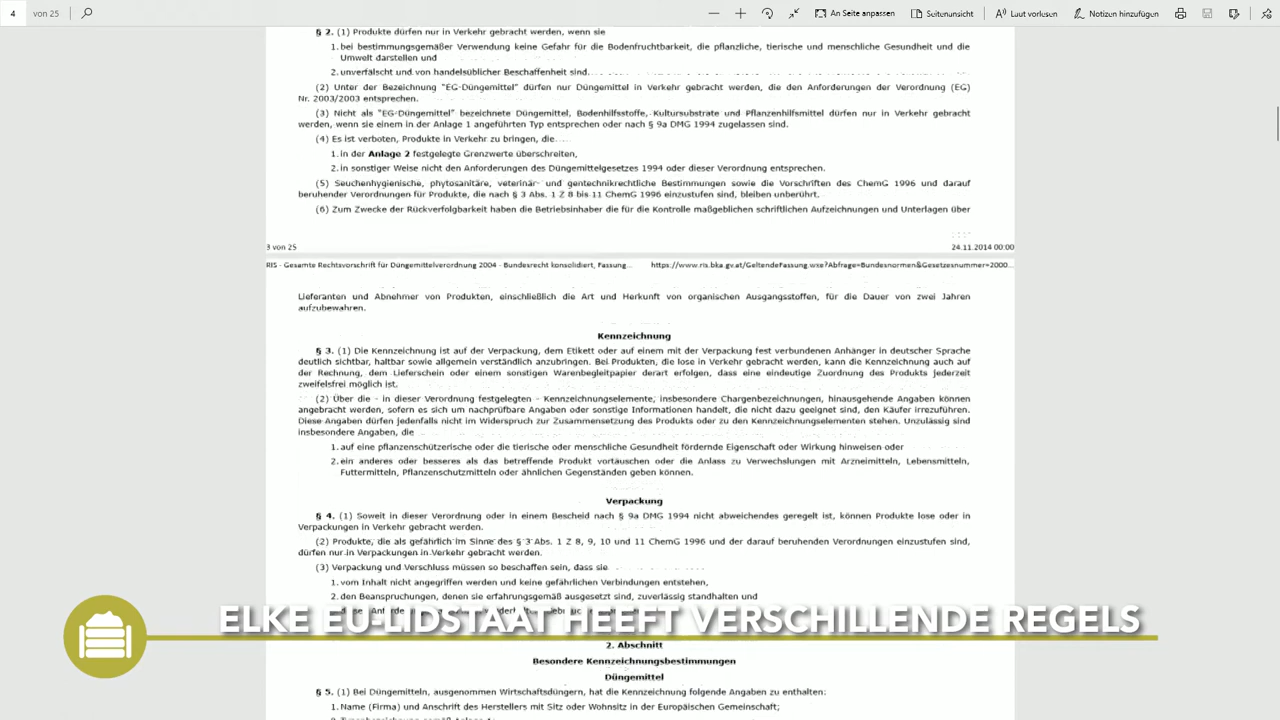 4 von 25 An Seite anpassen Seitenansicht Laut vorlesen Notizen hinzufügen
§ 2. (1) Produkte dürfen nur in Verkehr gebracht werden, wenn sie
1. bei bestimmungsgemäßer Verwendung keine Gefahr für die Bodenfruchtbarkeit, die pflanzliche, tierische und menschliche Gesundheit und die
Umwelt darstellen und
2. unverfälscht und von handelsüblicher Beschaffenheit sind.
(2) Unter der Bezeichnung "EG-Düngemittel" dürfen nur Düngemittel in Verkehr gebracht werden, die den Anforderungen der Verordnung (EG)
Nr. 2003/2003 entsprechen.
(3) Nicht als "EG-Düngemittel" bezeichnete Düngemittel, Bodenhilfsstoffe, Kultursubstrate und Pflanzenhilfsmittel dürfen nur in Verkehr gebracht
werden, wenn sie einem in der Anlage 1 angeführten Typ entsprechen oder nach § 9a DMG 1994 zugelassen sind.
(4) Es ist verboten, Produkte in Verkehr zu bringen, die
1. in der Anlage 2 festgelegte Grenzwerte überschreiten,
2. in sonstiger Weise nicht den Anforderungen des Düngemittelgesetzes 1994 oder dieser Verordnung entsprechen.
(5) Seuchenhygienische, phytosanitäre, veterinär- und gentechnikrechtliche Bestimmungen sowie die Vorschriften des ChemG 1996 und darauf
beruhender Verordnungen für Produkte, die nach § 3 Abs. 1 Z 8 bis 11 ChemG 1996 einzustufen sind, bleiben unberührt.
(6) Zum Zwecke der Rückverfolgbarkeit haben die Betriebsinhaber die für die Kontrolle maßgeblichen schriftlichen Aufzeichnungen und Unterlagen über
3 von 25 24.11.2014 00:00
RIS - Gesamte Rechtsvorschrift für Düngemittelverordnung 2004 - Bundesrecht konsolidiert, Fassung... https://www.ris.bka.gv.at/GeltendeFassung.wxe?Abfrage=Bundesnormen&Gesetzesnummer=2000...
Lieferanten und Abnehmer von Produkten, einschließlich die Art und Herkunft von organischen Ausgangsstoffen, für die Dauer von zwei Jahren
aufzubewahren.
Kennzeichnung
§ 3. (1) Die Kennzeichnung ist auf der Verpackung, dem Etikett oder auf einem mit der Verpackung fest verbundenen Anhänger in deutscher Sprache
deutlich sichtbar, haltbar sowie allgemein verständlich anzubringen. Bei Produkten, die lose in Verkehr gebracht werden, kann die Kennzeichnung auch auf
der Rechnung, dem Lieferschein oder einem sonstigen Warenbegleitpapier derart erfolgen, dass eine eindeutige Zuordnung des Produkts jederzeit
zweifelsfrei möglich ist.
(2) Über die - in dieser Verordnung festgelegten - Kennzeichnungselemente, insbesondere Chargenbezeichnungen, hinausgehende Angaben können
angebracht werden, sofern es sich um nachprüfbare Angaben oder sonstige Informationen handelt, die nicht dazu geeignet sind, den Käufer irrezuführen.
Diese Angaben dürfen jedenfalls nicht im Widerspruch zur Zusammensetzung des Produkts oder zu den Kennzeichnungselementen stehen. Unzulässig sind
insbesondere Angaben, die
1. auf eine pflanzenschützerische oder die tierische oder menschliche Gesundheit fördernde Eigenschaft oder Wirkung hinweisen oder
2. ein anderes oder besseres als das betreffende Produkt vortäuschen oder die Anlass zu Verwechslungen mit Arzneimitteln, Lebensmitteln,
Futtermitteln, Pflanzenschutzmitteln oder ähnlichen Gegenständen geben können.
Verpackung
§ 4. (1) Soweit in dieser Verordnung oder in einem Bescheid nach § 9a DMG 1994 nicht abweichendes geregelt ist, können Produkte lose oder in
Verpackungen in Verkehr gebracht werden.
(2) Produkte, die als gefährlich im Sinne des § 3 Abs. 1 Z 8, 9, 10 und 11 ChemG 1996 und der darauf beruhenden Verordnungen einzustufen sind,
dürfen nur in Verpackungen in Verkehr gebracht werden.
(3) Verpackung und Verschluss müssen so beschaffen sein, dass sie
1. vom Inhalt nicht angegriffen werden und keine gefährlichen Verbindungen entstehen,
2. den Beanspruchungen, denen sie erfahrungsgemäß ausgesetzt sind, zuverlässig standhalten und
ELKE EU-LIDSTAAT HEEFT VERSCHILLENDE REGELS
2. Abschnitt
Besondere Kennzeichnungsbestimmungen
Düngemittel
§ 5. (1) Bei Düngemitteln, ausgenommen Wirtschaftsdüngern, hat die Kennzeichnung folgende Angaben zu enthalten:
1. Name (Firma) und Anschrift des Herstellers mit Sitz oder Wohnsitz in der Europäischen Gemeinschaft;